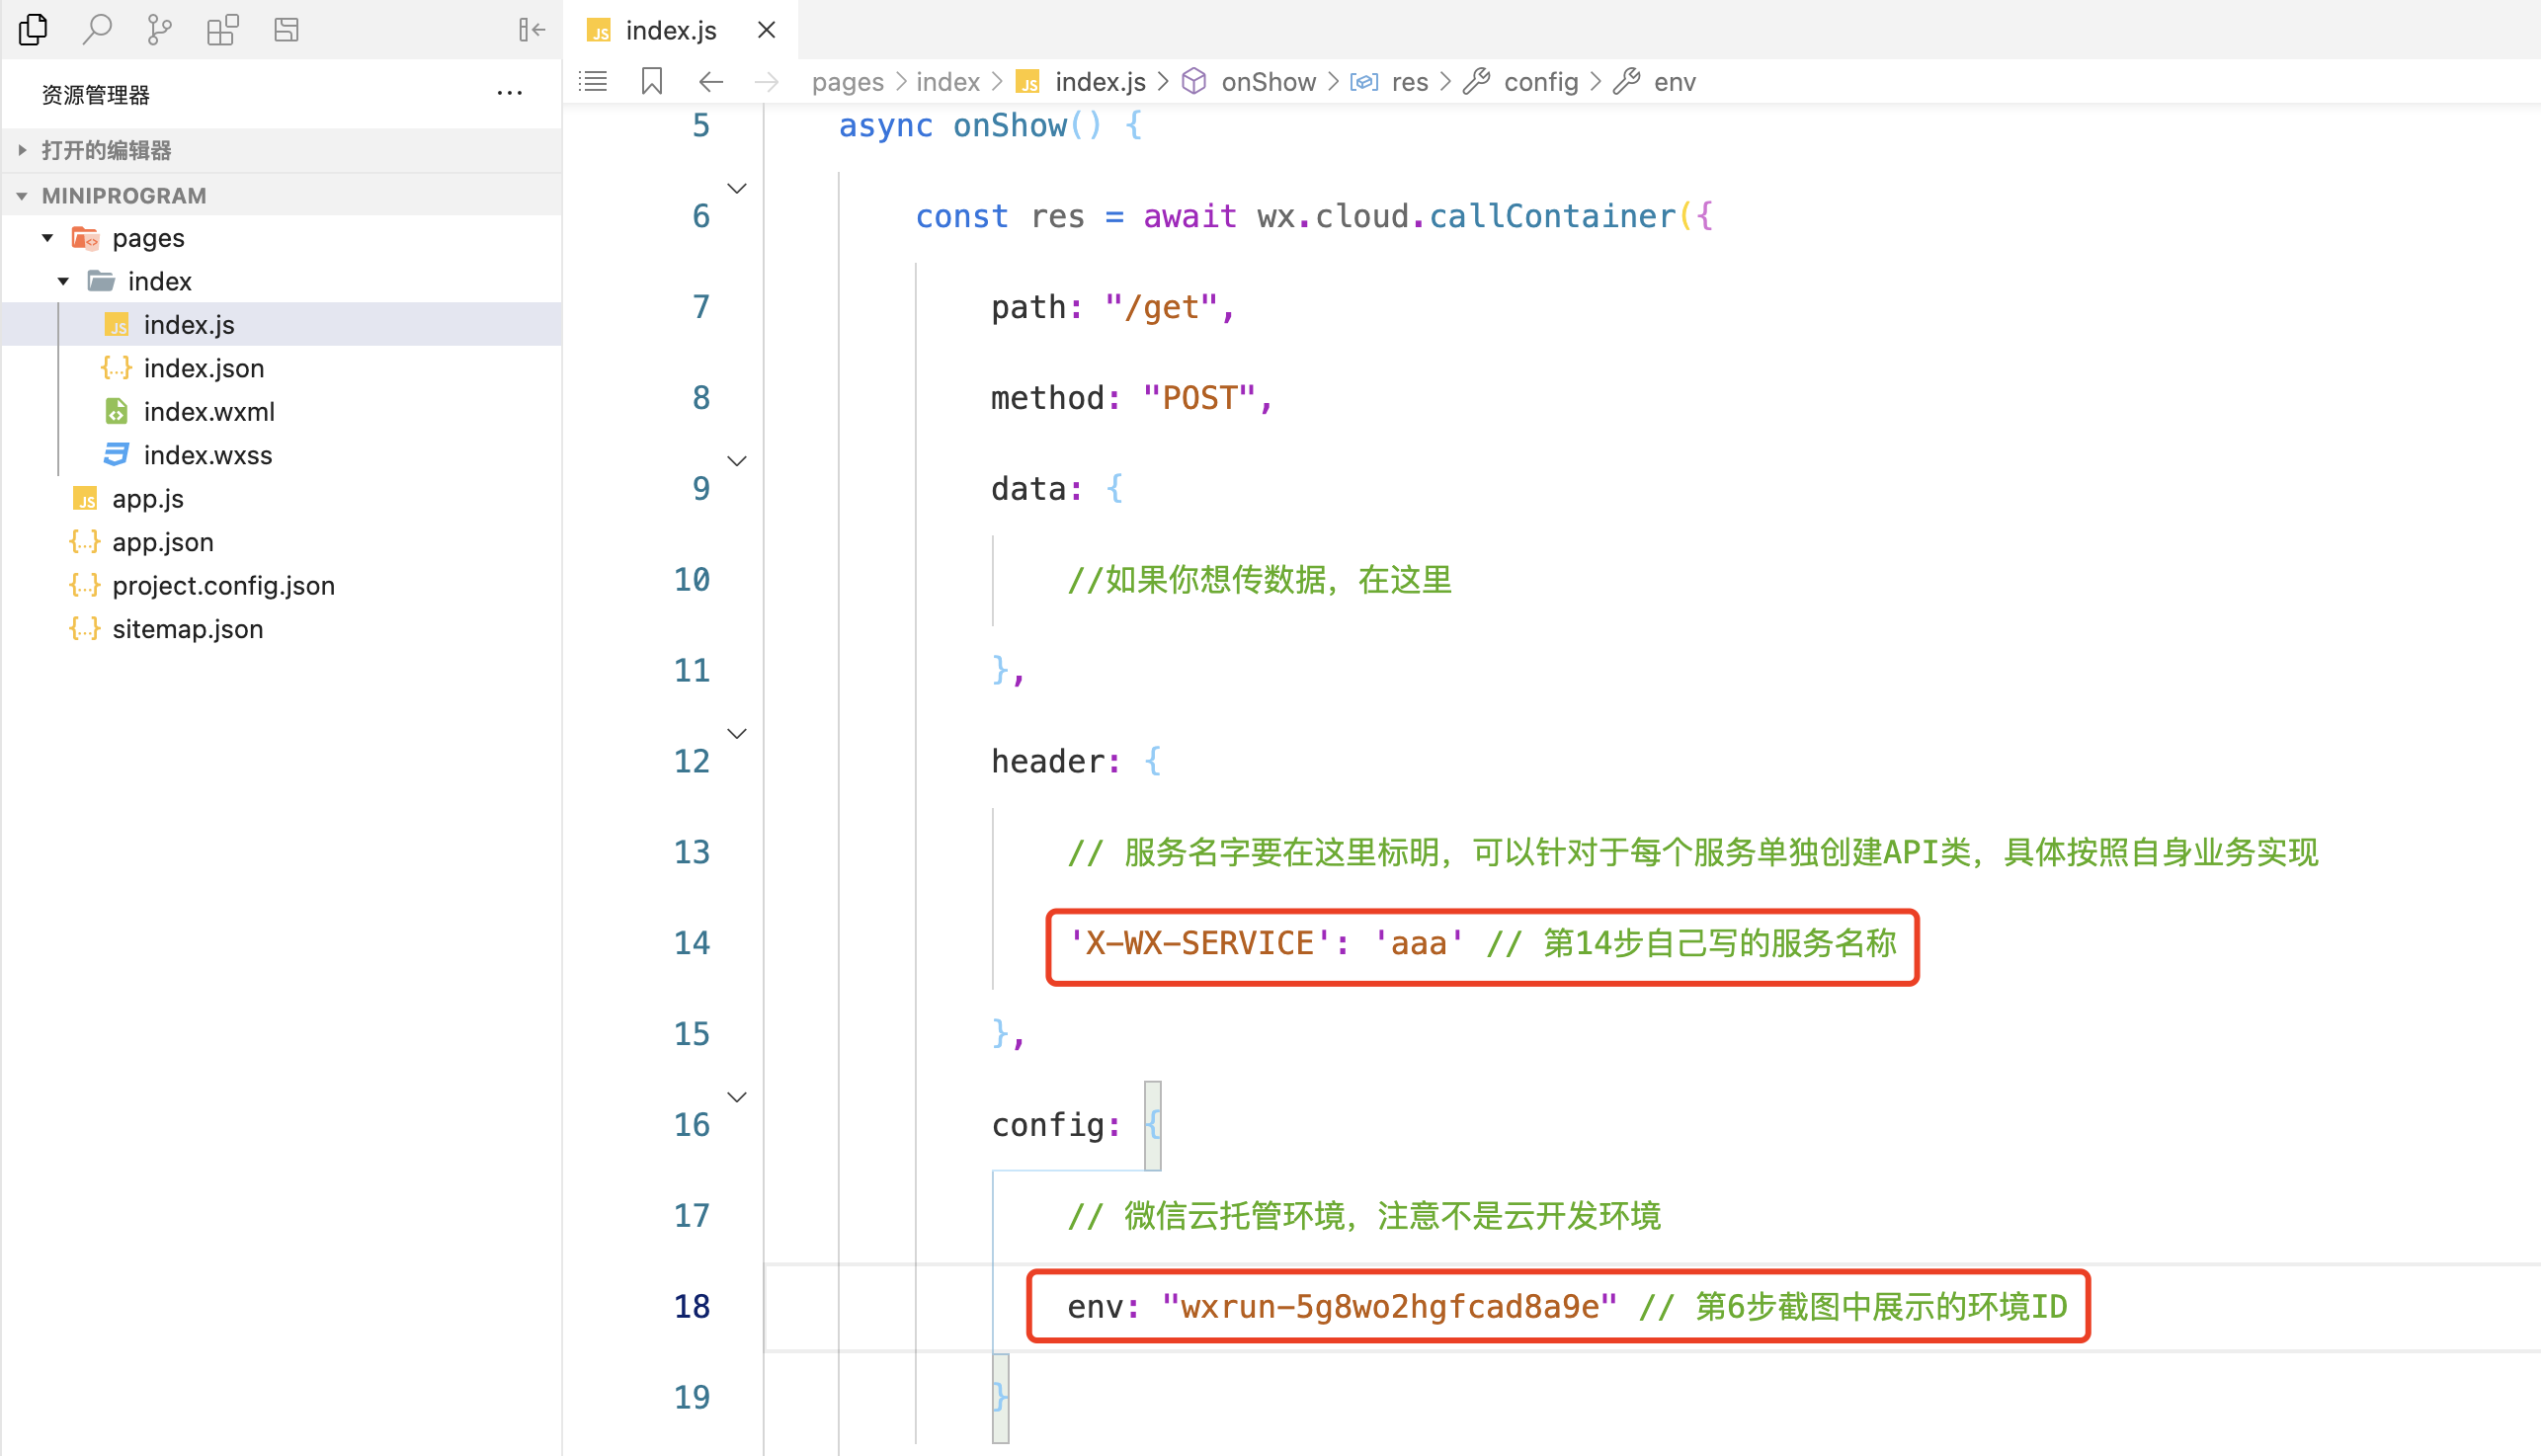 index.js
资源管理器
pages index index.js onShow res config env
打开的编辑器
MINIPROGRAM
pages
index
index.js
index.json
index.wxml
index.wxss
app.js
app.json
project.config.json
sitemap.json
5 async onShow() {
6 const res = await wx.cloud.callContainer({
7 path: "/get",
8 method: "POST",
9 data: {
10 //如果你想传数据，在这里
11 },
12 header: {
13 // 服务名字要在这里标明，可以针对于每个服务单独创建API类，具体按照自身业务实现
14 'X-WX-SERVICE': 'aaa' // 第14步自己写的服务名称
15 },
16 config: {
17 // 微信云托管环境，注意不是云开发环境
18 env: "wxrun-5g8wo2hgfcad8a9e" // 第6步截图中展示的环境ID
19 }